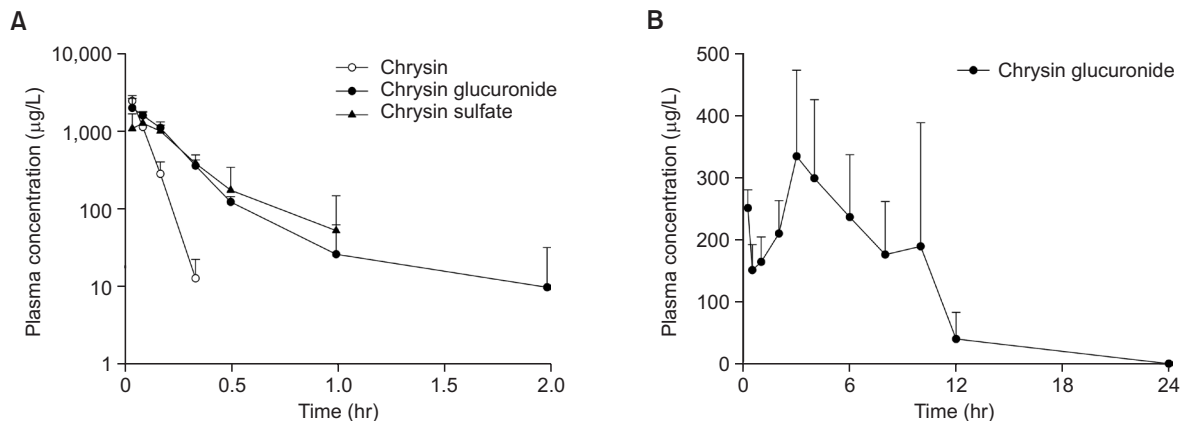 A
Plasma concentration (μg/L)
10,000
1,000
100
10
1
0
0.5
1.0
1.5
2.0
Time (hr)
Chrysin
Chrysin glucuronide
Chrysin sulfate
B
Plasma concentration (μg/L)
500
400
300
200
100
0
0
6
12
18
24
Time (hr)
Chrysin glucuronide